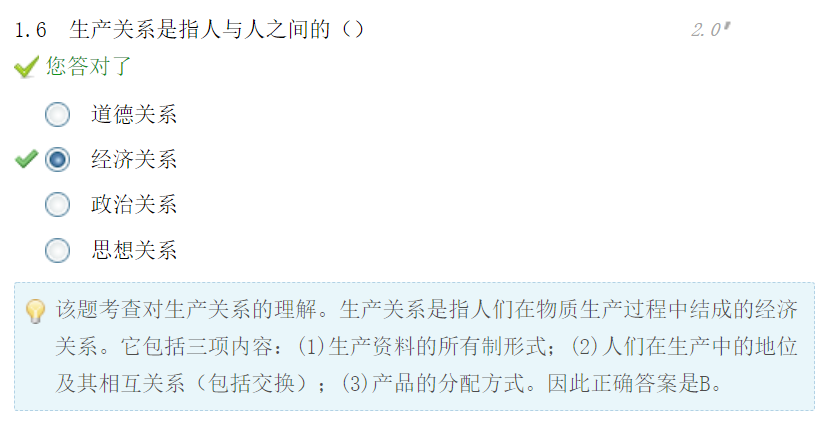 1.6 生产关系是指人与人之间的（） 2.0
您答对了
道德关系
经济关系
政治关系
思想关系
该题考查对生产关系的理解。生产关系是指人们在物质生产过程中结成的经济
关系。它包括三项内容：(1)生产资料的所有制形式；(2)人们在生产中的地位
及其相互关系（包括交换）；(3)产品的分配方式。因此正确答案是B。